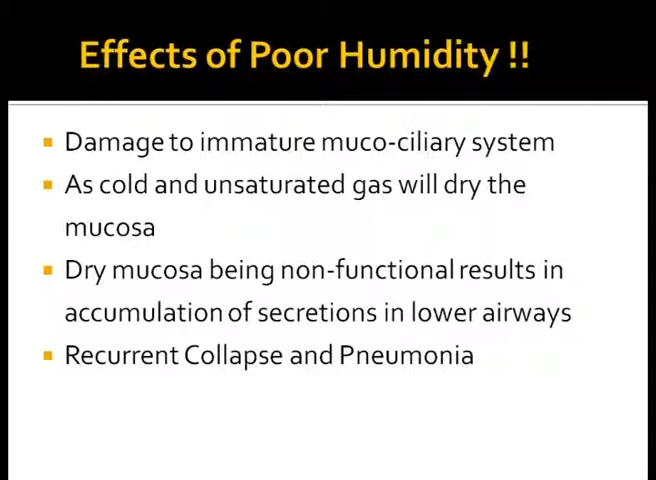 Effects of Poor Humidity !!
Damage to immature muco-ciliary system
As cold and unsaturated gas will dry the
mucosa
Dry mucosa being non-functional results in
accumulation of secretions in lower airways
Recurrent Collapse and Pneumonia